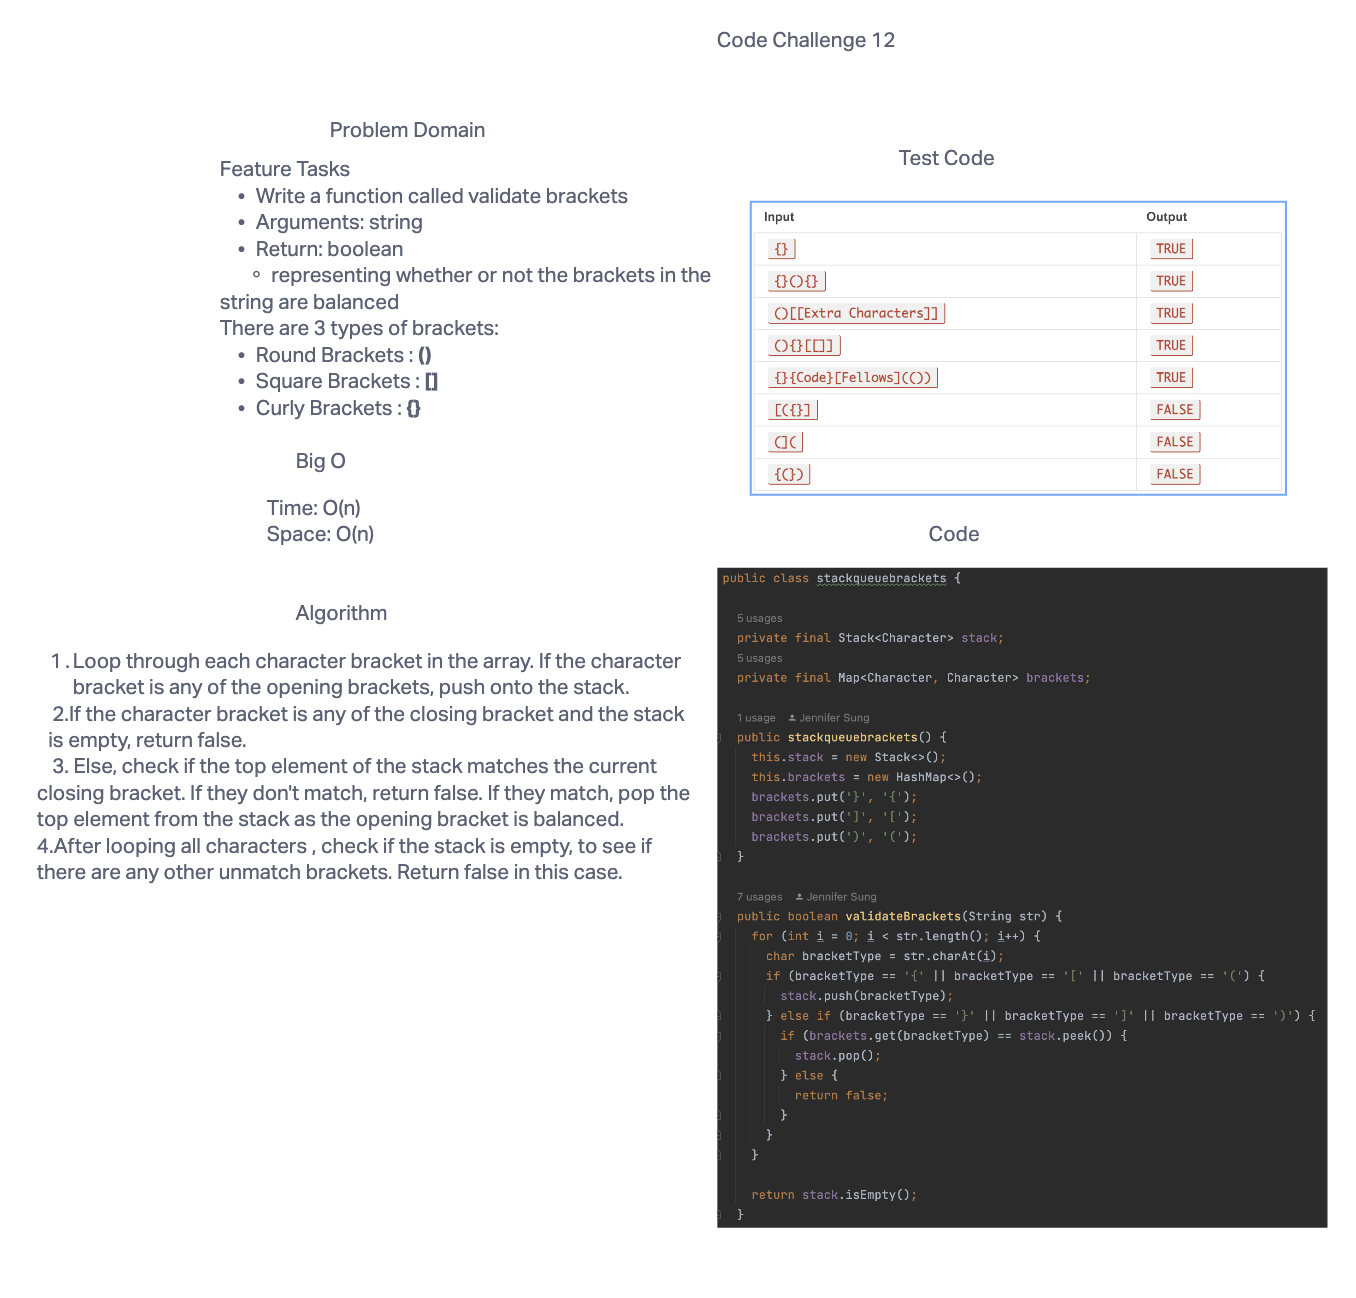 Code Challenge 12
Problem Domain
Feature Tasks
• Write a function called validate brackets
• Arguments: string
• Return: boolean
◦ representing whether or not the brackets in the
string are balanced
There are 3 types of brackets:
• Round Brackets : ()
• Square Brackets : []
• Curly Brackets : {}
Big O
Time: O(n)
Space: O(n)
Algorithm
1. Loop through each character bracket in the array. If the character
bracket is any of the opening brackets, push onto the stack.
2.If the character bracket is any of the closing bracket and the stack
is empty, return false.
3. Else, check if the top element of the stack matches the current
closing bracket. If they don't match, return false. If they match, pop the
top element from the stack as the opening bracket is balanced.
4.After looping all characters , check if the stack is empty, to see if
there are any other unmatch brackets. Return false in this case.
Test Code
Input Output
{} TRUE
{}(){} TRUE
()[[Extra Characters]] TRUE
(){}[[]] TRUE
{}{Code}[Fellows](()) TRUE
[({}] FALSE
(]( FALSE
{(}) FALSE
Code
public class stackqueuebrackets {
5 usages
private final Stack<Character> stack;
5 usages
private final Map<Character, Character> brackets;
1 usage Jennifer Sung
public stackqueuebrackets() {
this.stack = new Stack<>();
this.brackets = new HashMap<>();
brackets.put('}', '{');
brackets.put(']', '[');
brackets.put(')', '(');
}
7 usages Jennifer Sung
public boolean validateBrackets(String str) {
for (int i = 0; i < str.length(); i++) {
char bracketType = str.charAt(i);
if (bracketType == '{' || bracketType == '[' || bracketType == '(') {
stack.push(bracketType);
} else if (bracketType == '}' || bracketType == ']' || bracketType == ')') {
if (brackets.get(bracketType) == stack.peek()) {
stack.pop();
} else {
return false;
}
}
}
return stack.isEmpty();
}